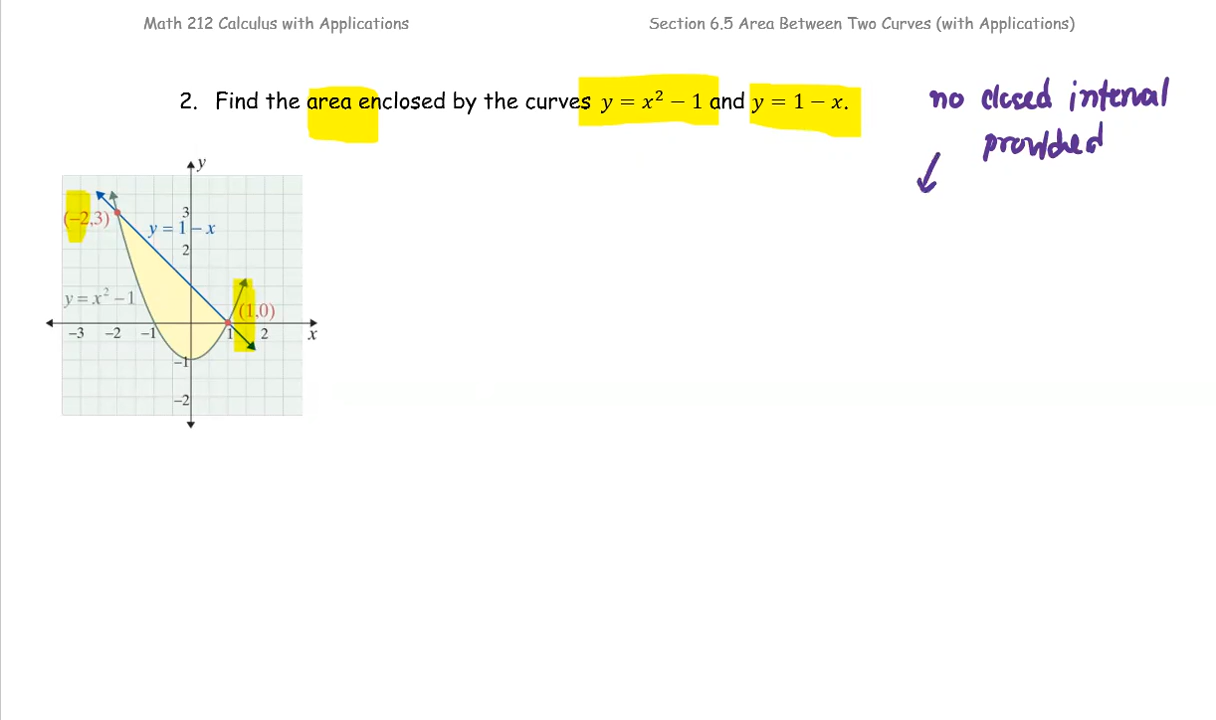 Math 212 Calculus with Applications
Section 6.5 Area Between Two Curves (with Applications)
2. Find the area enclosed by the curves y = x² − 1 and y = 1 − x.
no closed interval
provided
y
(−2,3)
3
y = 1 − x
2
y = x² − 1
(1,0)
−3 −2 −1 1 2 x
−1
−2